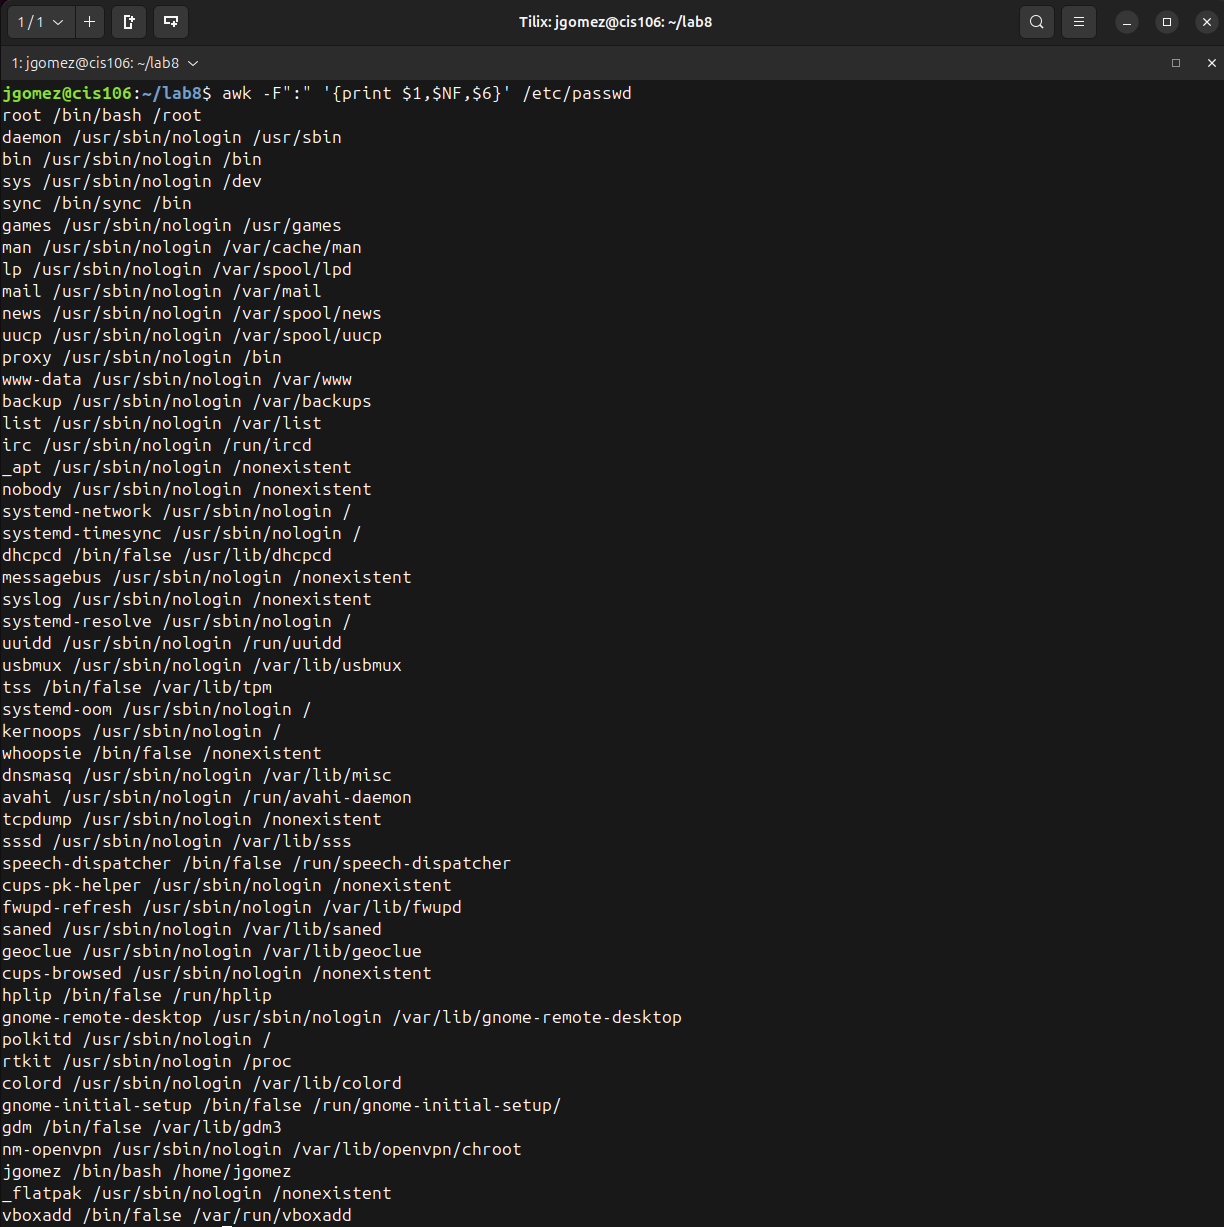 1 / 1
Tilix: jgomez@cis106: ~/lab8
1: jgomez@cis106: ~/lab8
jgomez@cis106:~/lab8$ awk -F":" '{print $1,$NF,$6}' /etc/passwd
root /bin/bash /root
daemon /usr/sbin/nologin /usr/sbin
bin /usr/sbin/nologin /bin
sys /usr/sbin/nologin /dev
sync /bin/sync /bin
games /usr/sbin/nologin /usr/games
man /usr/sbin/nologin /var/cache/man
lp /usr/sbin/nologin /var/spool/lpd
mail /usr/sbin/nologin /var/mail
news /usr/sbin/nologin /var/spool/news
uucp /usr/sbin/nologin /var/spool/uucp
proxy /usr/sbin/nologin /bin
www-data /usr/sbin/nologin /var/www
backup /usr/sbin/nologin /var/backups
list /usr/sbin/nologin /var/list
irc /usr/sbin/nologin /run/ircd
_apt /usr/sbin/nologin /nonexistent
nobody /usr/sbin/nologin /nonexistent
systemd-network /usr/sbin/nologin /
systemd-timesync /usr/sbin/nologin /
dhcpcd /bin/false /usr/lib/dhcpcd
messagebus /usr/sbin/nologin /nonexistent
syslog /usr/sbin/nologin /nonexistent
systemd-resolve /usr/sbin/nologin /
uuidd /usr/sbin/nologin /run/uuidd
usbmux /usr/sbin/nologin /var/lib/usbmux
tss /bin/false /var/lib/tpm
systemd-oom /usr/sbin/nologin /
kernoops /usr/sbin/nologin /
whoopsie /bin/false /nonexistent
dnsmasq /usr/sbin/nologin /var/lib/misc
avahi /usr/sbin/nologin /run/avahi-daemon
tcpdump /usr/sbin/nologin /nonexistent
sssd /usr/sbin/nologin /var/lib/sss
speech-dispatcher /bin/false /run/speech-dispatcher
cups-pk-helper /usr/sbin/nologin /nonexistent
fwupd-refresh /usr/sbin/nologin /var/lib/fwupd
saned /usr/sbin/nologin /var/lib/saned
geoclue /usr/sbin/nologin /var/lib/geoclue
cups-browsed /usr/sbin/nologin /nonexistent
hplip /bin/false /run/hplip
gnome-remote-desktop /usr/sbin/nologin /var/lib/gnome-remote-desktop
polkitd /usr/sbin/nologin /
rtkit /usr/sbin/nologin /proc
colord /usr/sbin/nologin /var/lib/colord
gnome-initial-setup /bin/false /run/gnome-initial-setup/
gdm /bin/false /var/lib/gdm3
nm-openvpn /usr/sbin/nologin /var/lib/openvpn/chroot
jgomez /bin/bash /home/jgomez
_flatpak /usr/sbin/nologin /nonexistent
vboxadd /bin/false /var/run/vboxadd